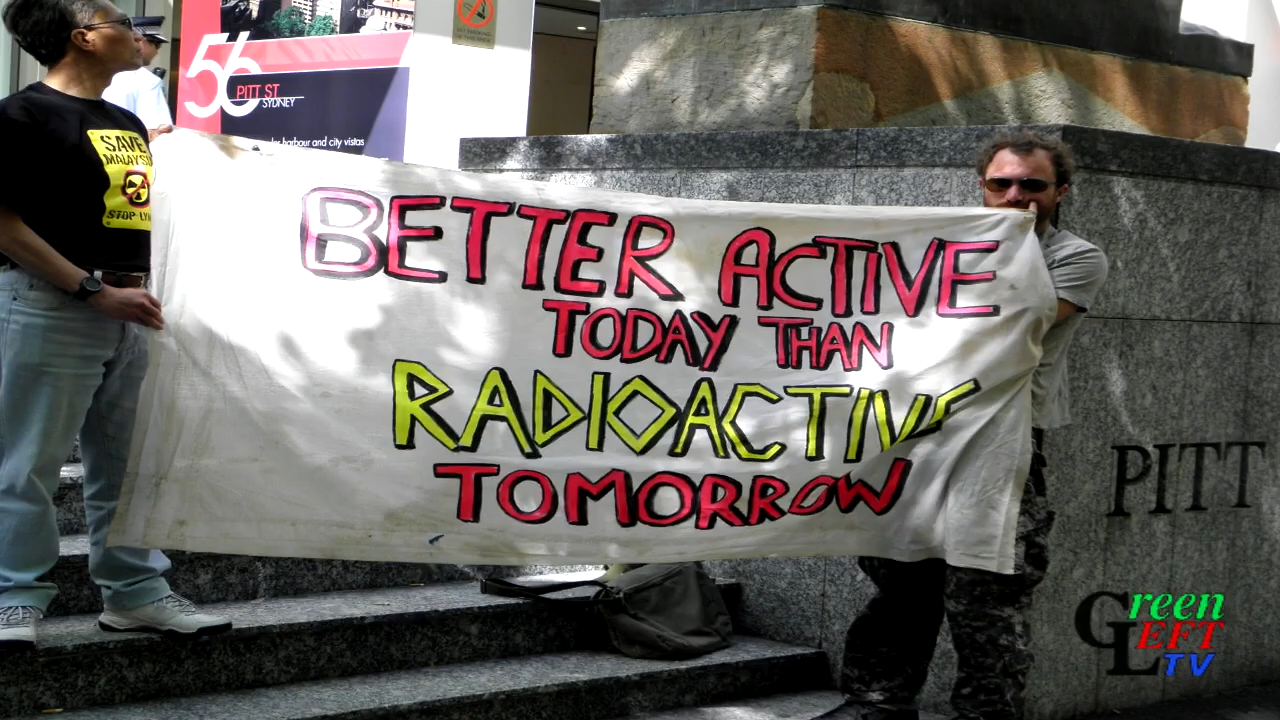 56
PITT ST
SYDNEY
harbour and city vistas
SAVE
MALAYSIA
STOP LY
BETTER ACTIVE
TODAY THAN
RADIOACTIVE
TOMORROW
PITT
Green
LEFT
TV